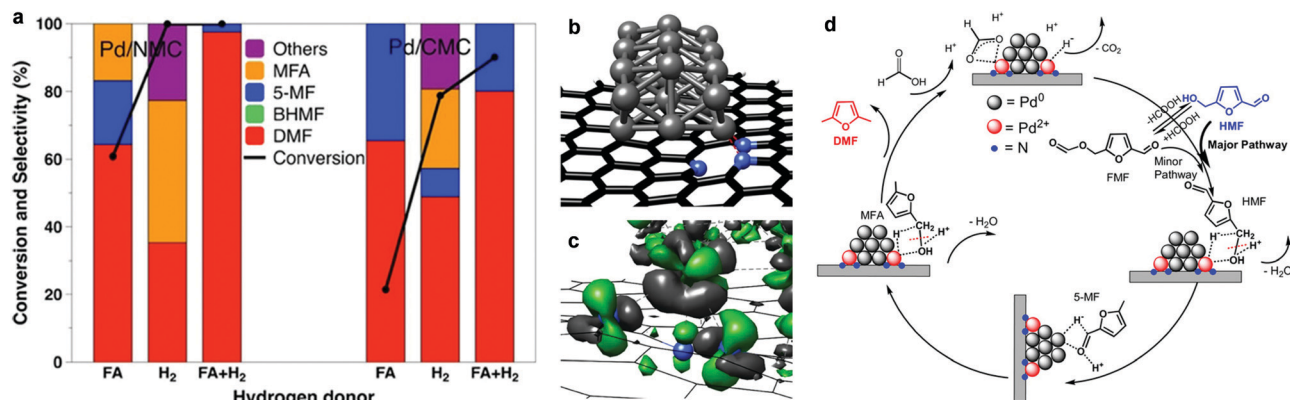 a
Conversion and Selectivity (%)
100
80
60
40
20
0
Pd/NMC
Pd/CMC
Others
MFA
5-MF
BHMF
DMF
Conversion
FA
H2
FA+H2
FA
H2
FA+H2
Hydrogen donor
b
c
d
H+
H+
O
O
H-
- CO2
H+
O
H
OH
O
DMF
= Pd0
= Pd2+
= N
-HCOOH
+HCOOH
HO
O
O
HMF
Major Pathway
O
O
O
O
FMF
Minor
Pathway
O
O
HMF
CH2
H-
H+
OH
- H2O
5-MF
H-
O
O
H+
MFA
O
CH2
H-
H+
OH
- H2O